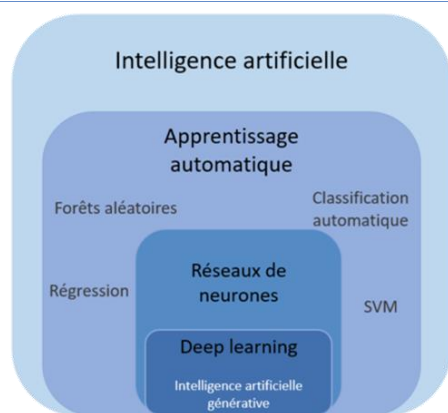 Intelligence artificielle
Apprentissage
automatique
Forêts aléatoires
Classification
automatique
Régression
Réseaux de
neurones
SVM
Deep learning
Intelligence artificielle
générative